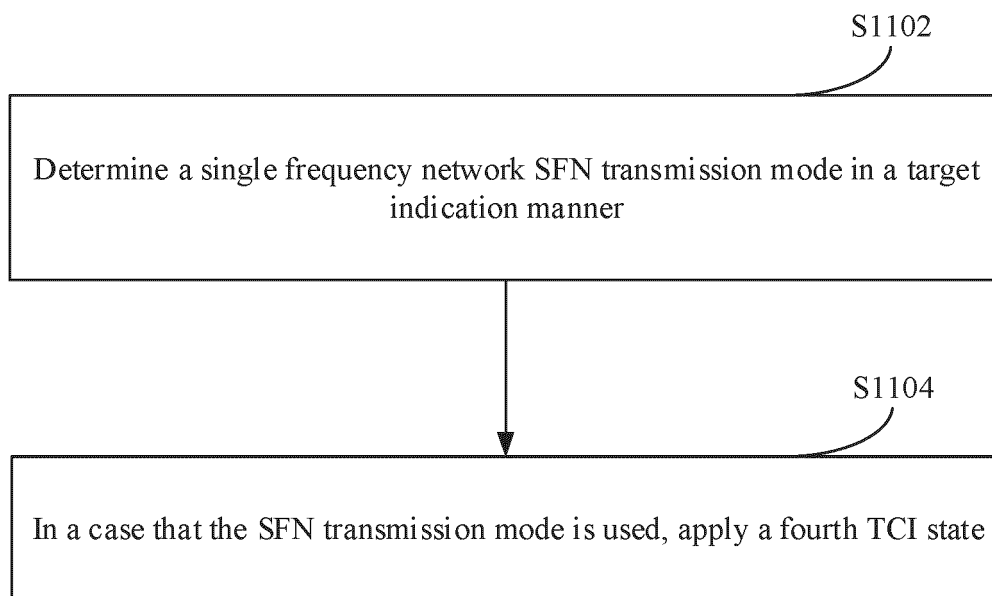 S1102
Determine a single frequency network SFN transmission mode in a target
indication manner
S1104
In a case that the SFN transmission mode is used, apply a fourth TCI state